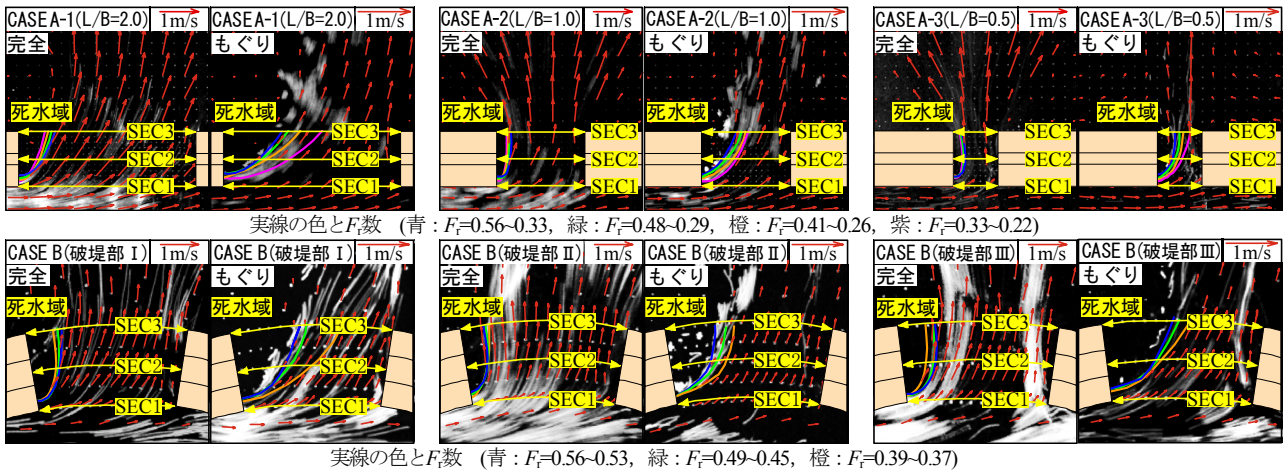 CASE A-1(L/B=2.0) 1m/s
完全
死水域
SEC3
SEC2
SEC1
CASE A-1(L/B=2.0) 1m/s
もぐり
死水域
SEC3
SEC2
SEC1
CASE A-2(L/B=1.0) 1m/s
完全
死水域
SEC3
SEC2
SEC1
CASE A-2(L/B=1.0) 1m/s
もぐり
死水域
SEC3
SEC2
SEC1
CASE A-3(L/B=0.5) 1m/s
完全
死水域
SEC3
SEC2
SEC1
CASE A-3(L/B=0.5) 1m/s
もぐり
死水域
SEC3
SEC2
SEC1
実線の色とFr数 (青:Fr=0.56~0.33, 緑:Fr=0.48~0.29, 橙:Fr=0.41~0.26, 紫:Fr=0.33~0.22)
CASE B(破堤部Ⅰ) 1m/s
完全
死水域
SEC3
SEC2
SEC1
CASE B(破堤部Ⅰ) 1m/s
もぐり
死水域
SEC3
SEC2
SEC1
CASE B(破堤部Ⅱ) 1m/s
完全
死水域
SEC3
SEC2
SEC1
CASE B(破堤部Ⅱ) 1m/s
もぐり
死水域
SEC3
SEC2
SEC1
CASE B(破堤部Ⅲ) 1m/s
完全
死水域
SEC3
SEC2
SEC1
CASE B(破堤部Ⅲ) 1m/s
もぐり
死水域
SEC3
SEC2
SEC1
実線の色とFr数 (青:Fr=0.56~0.53, 緑:Fr=0.49~0.45, 橙:Fr=0.39~0.37)